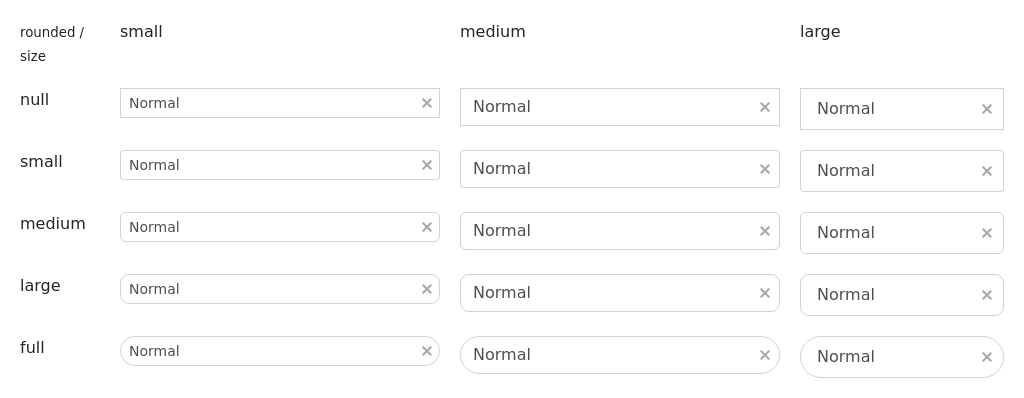 rounded / size small medium large
null Normal × Normal × Normal ×
small Normal × Normal × Normal ×
medium Normal × Normal × Normal ×
large Normal × Normal × Normal ×
full Normal × Normal × Normal ×